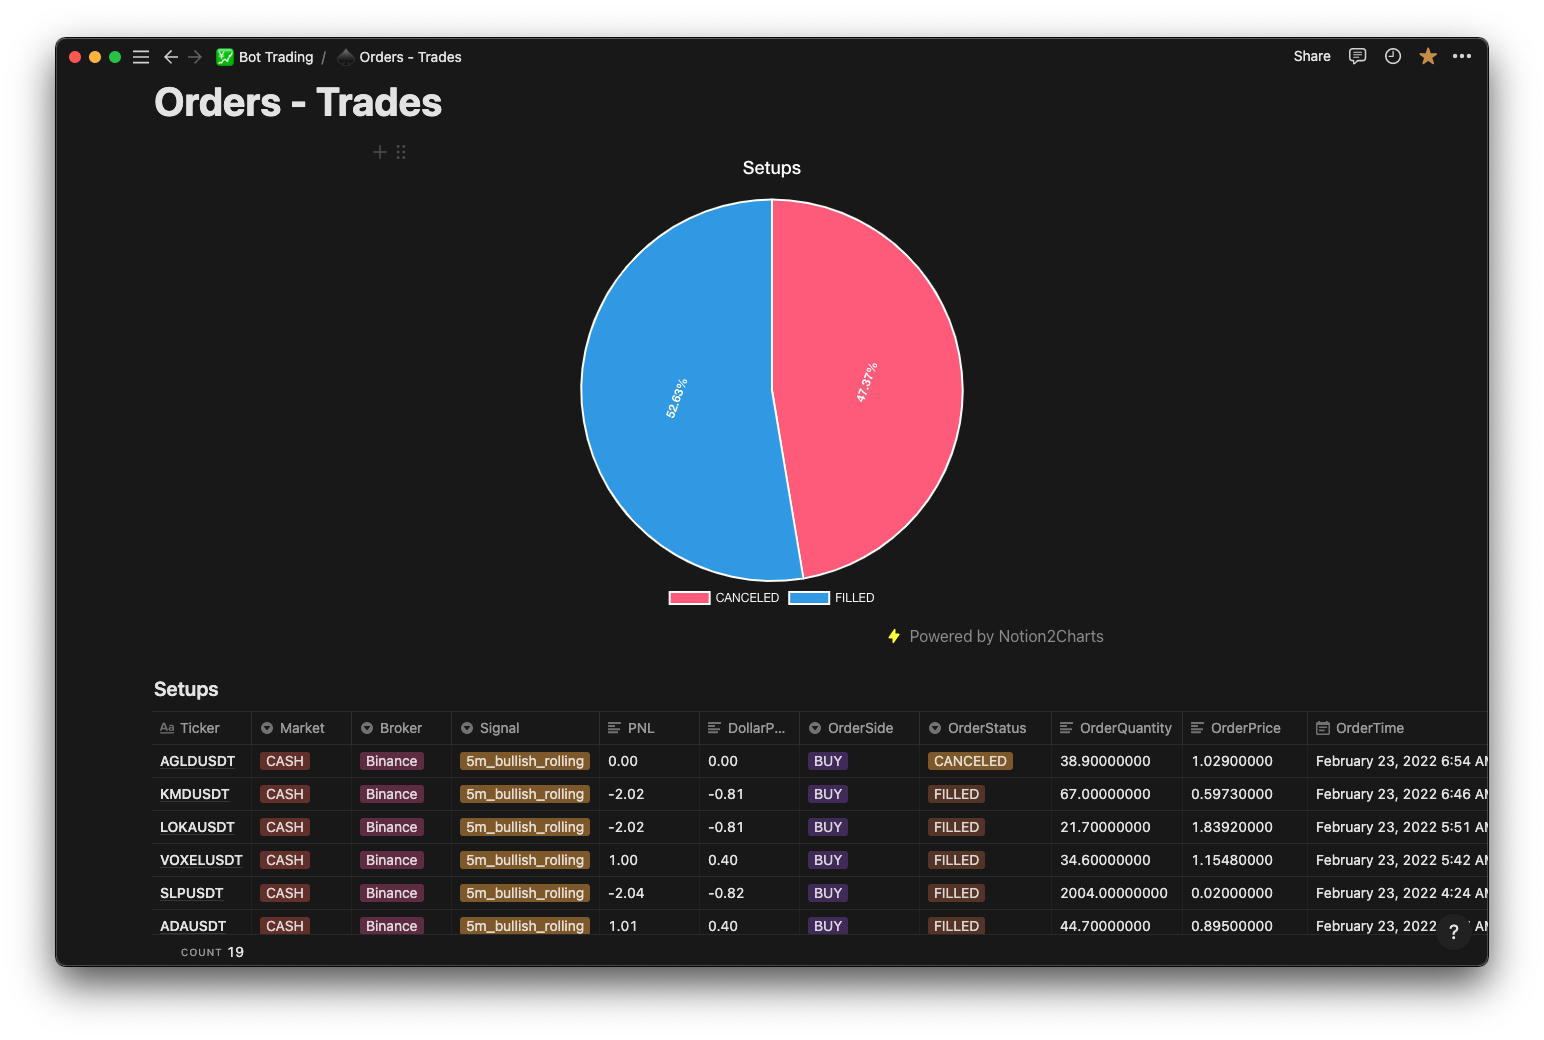 Bot Trading / Orders - Trades Share
Orders - Trades
Setups
52.63% 47.37%
CANCELED FILLED
Powered by Notion2Charts
Setups
Aa Ticker Market Broker Signal PNL DollarP... OrderSide OrderStatus OrderQuantity OrderPrice OrderTime
AGLDUSDT CASH Binance 5m_bullish_rolling 0.00 0.00 BUY CANCELED 38.90000000 1.02900000 February 23, 2022 6:54 AM
KMDUSDT CASH Binance 5m_bullish_rolling -2.02 -0.81 BUY FILLED 67.00000000 0.59730000 February 23, 2022 6:46 AM
LOKAUSDT CASH Binance 5m_bullish_rolling -2.02 -0.81 BUY FILLED 21.70000000 1.83920000 February 23, 2022 5:51 AM
VOXELUSDT CASH Binance 5m_bullish_rolling 1.00 0.40 BUY FILLED 34.60000000 1.15480000 February 23, 2022 5:42 AM
SLPUSDT CASH Binance 5m_bullish_rolling -2.04 -0.82 BUY FILLED 2004.00000000 0.02000000 February 23, 2022 4:24 AM
ADAUSDT CASH Binance 5m_bullish_rolling 1.01 0.40 BUY FILLED 44.70000000 0.89500000 February 23, 2022
COUNT 19 ?